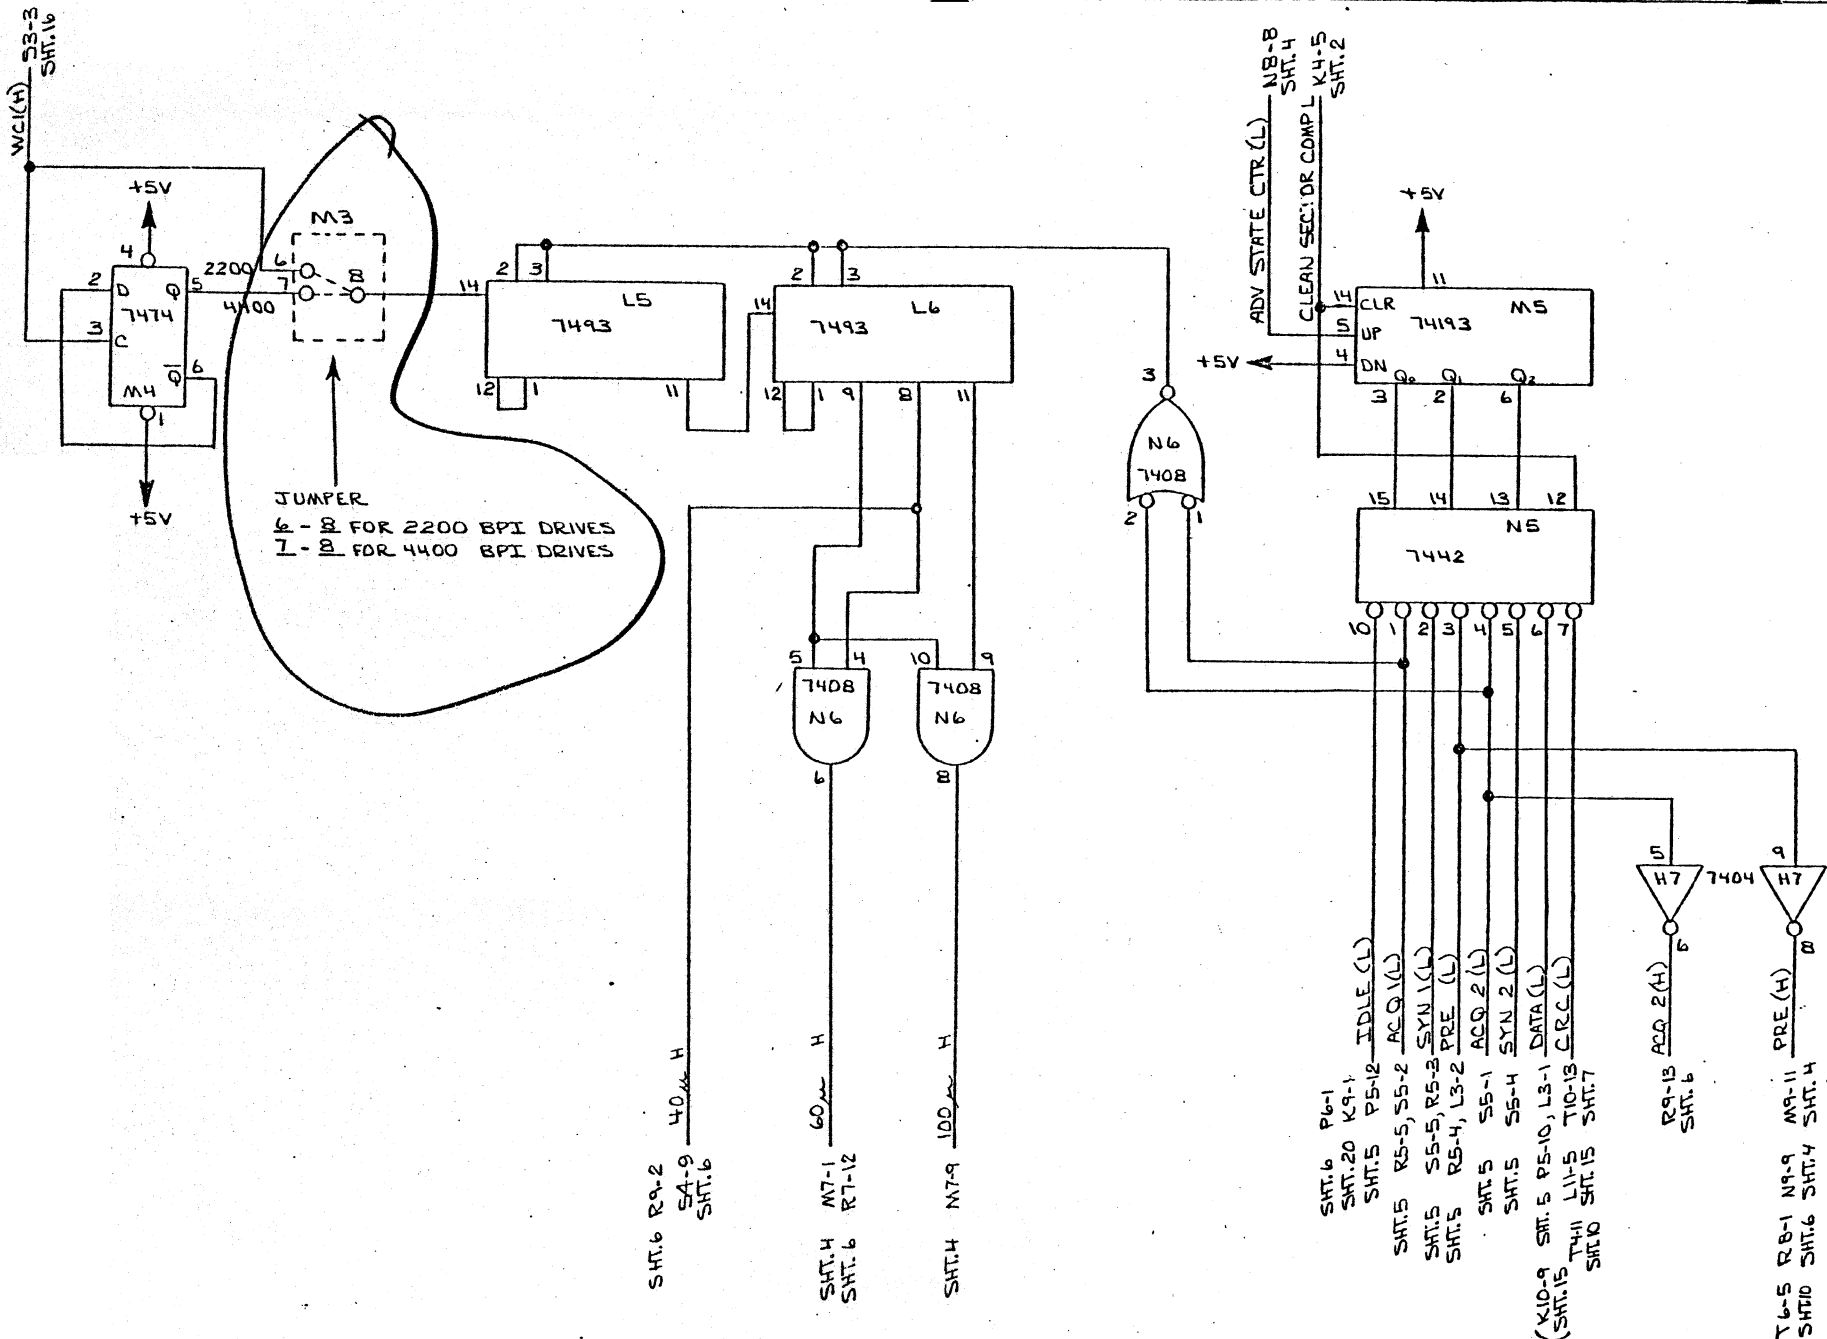 WCI(H) S3-3
SHT.16
+5V
4
2 D Q 5
7474
3 C
Q 6
M4
1
+5V
M3
2200 6
7 8
4400
JUMPER
6-8 FOR 2200 BPI DRIVES
7-8 FOR 4400 BPI DRIVES
2 3
14 L5
7493
12 1 11
2 3
14 L6
7493
12 1 9 8 11
5 4
7408
N6
6
10 9
7408
N6
8
3
N6
7408
2 1
ADV STATE CTR (L) N8-8
SHT.4
CLEAN SECTOR COMP L K4-5
SHT.2
+5V
11
14 CLR M5
74193
5 UP
+5V 4 DN
Q0 Q1 Q2
3 2 6
15 14 13 12
N5
7442
10 1 2 3 4 5 6 7
5 9
H7 7404 H7
6 8
40μ H
SHT.6 R9-2
S4-9
SHT.6
60μ H
SHT.4 M7-1
SHT.6 R7-12
100μ H
SHT.4 M7-9
IDLE (L)
SHT.6 P6-1
SHT.20 K9-1
SHT.5 P5-12
ACQ 1(L)
SHT.5 R5-5, S5-2
SYN 1(L)
SHT.5 S5-5, R5-3
PRE (L)
SHT.5 R5-4, L3-2
ACQ 2(L)
SHT.5 S5-1
SYN 2(L)
SHT.5 S5-4
DATA(L)
(K10-9 SHT.5 P5-10, L3-1
(SHT.15
CRC(L)
T4-11 L11-5 T10-13
SHT.10 SHT.15 SHT.7
ACQ 2(H)
R9-13
SHT.6
PRE(H)
T6-5 R8-1 N9-9 M9-11
SHT.10 SHT.6 SHT.4 SHT.4